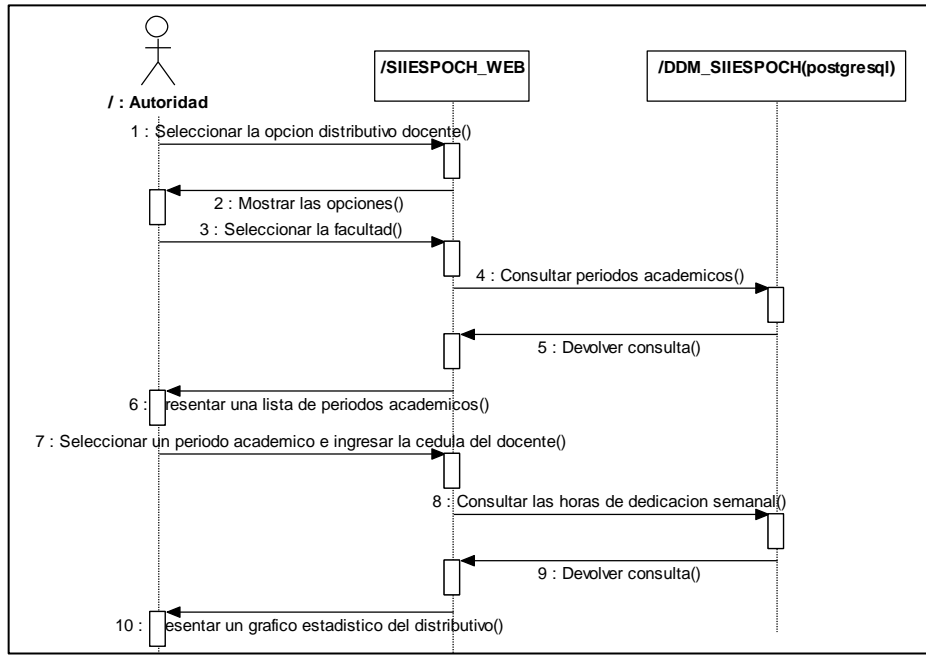 / : Autoridad
/SIIESPOCH_WEB
/DDM_SIIESPOCH(postgresql)
1 : Seleccionar la opcion distributivo docente()
2 : Mostrar las opciones()
3 : Seleccionar la facultad()
4 : Consultar periodos academicos()
5 : Devolver consulta()
6 : resentar una lista de periodos academicos()
7 : Seleccionar un periodo academico e ingresar la cedula del docente()
8 : Consultar las horas de dedicacion semanal()
9 : Devolver consulta()
10 : esentar un grafico estadistico del distributivo()